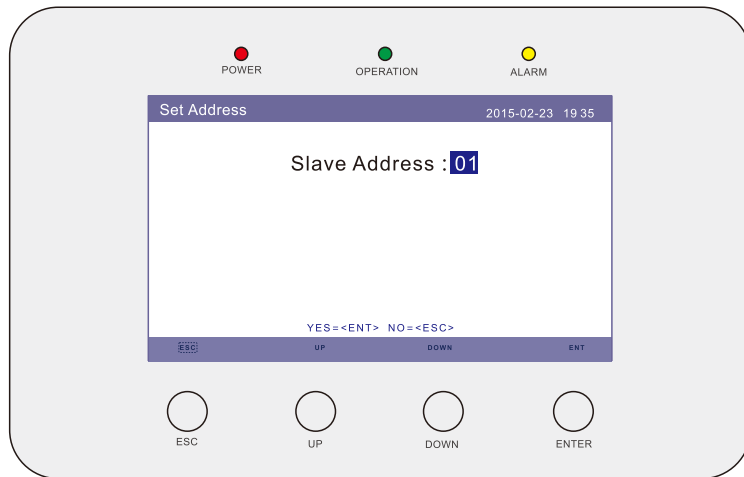 POWER OPERATION ALARM
Set Address 2015-02-23 19 35
Slave Address : 01
YES=<ENT> NO=<ESC>
ESC UP DOWN ENT
ESC UP DOWN ENTER